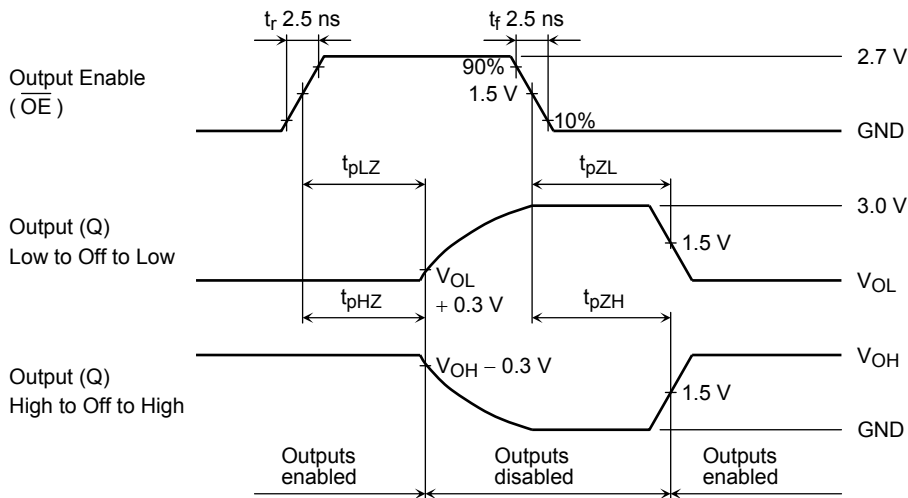 tr 2.5 ns
tf 2.5 ns
2.7 V
90%
Output Enable
( OE )
1.5 V
10%
GND
tpLZ
tpZL
3.0 V
Output (Q)
Low to Off to Low
1.5 V
VOL
+ 0.3 V
VOL
tpHZ
tpZH
VOH
VOH − 0.3 V
Output (Q)
High to Off to High
1.5 V
GND
Outputs
enabled
Outputs
disabled
Outputs
enabled